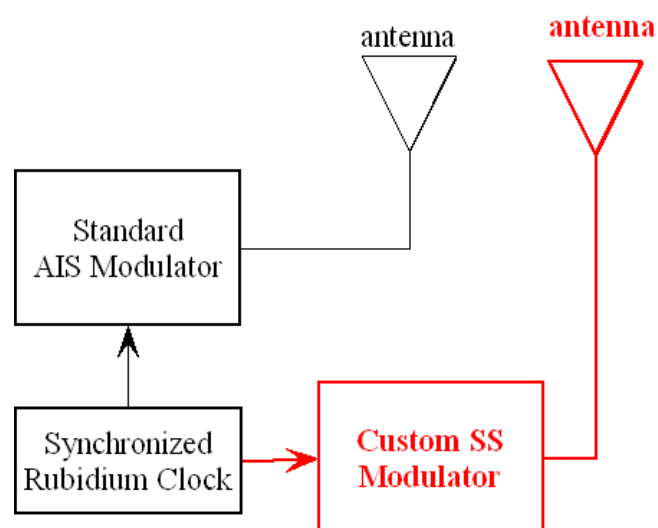 antenna
antenna
Standard
AIS Modulator
Synchronized
Rubidium Clock
Custom SS
Modulator